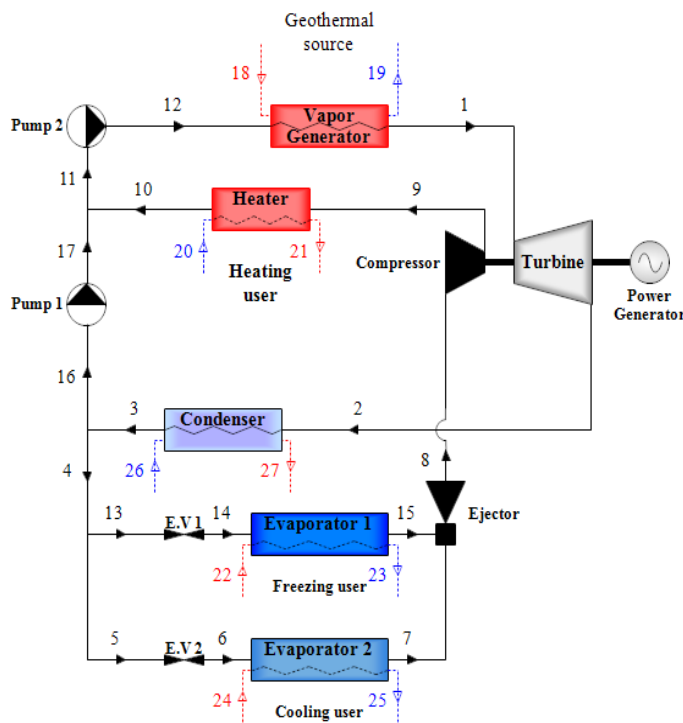 Geothermal
source
18
19
12
1
Pump 2
Vapor
Generator
11
10
Heater
9
17
20
21
Compressor
Turbine
Heating
user
Power
Generator
Pump 1
16
3
Condenser
2
4
26
27
8
Ejector
13
E.V 1
14
Evaporator 1
15
22
Freezing user
23
5
E.V 2
6
Evaporator 2
7
24
25
Cooling user